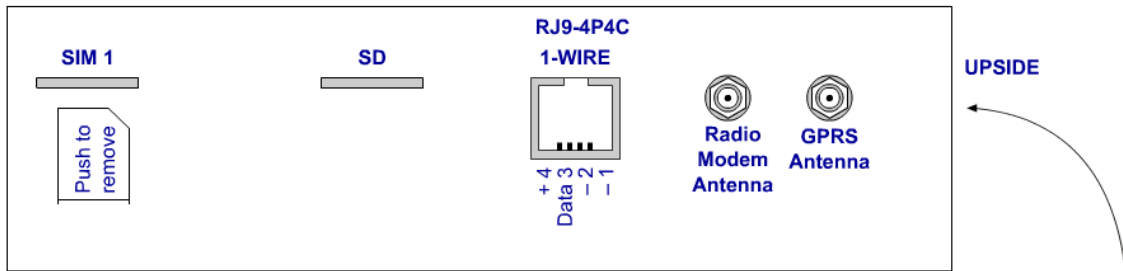 RJ9-4P4C
SIM 1
SD
1-WIRE
UPSIDE
Push to
remove
+ 4
Data 3
– 2
– 1
Radio
Modem
Antenna
GPRS
Antenna